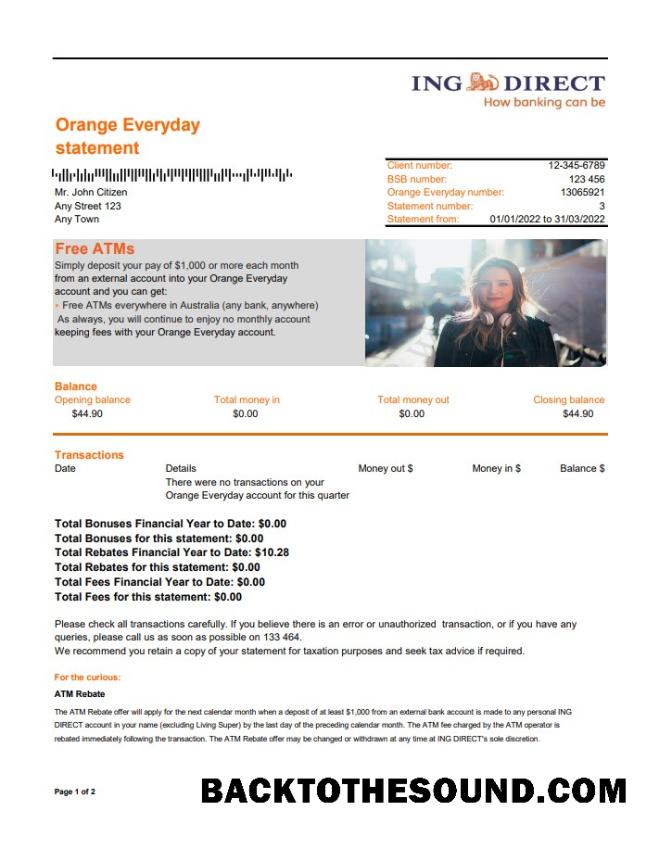 ING DIRECT
How banking can be
Orange Everyday
statement
Mr. John Citizen
Any Street 123
Any Town
Client number: 12-345-6789
BSB number: 123 456
Orange Everyday number: 13065921
Statement number: 3
Statement from: 01/01/2022 to 31/03/2022
Free ATMs
Simply deposit your pay of $1,000 or more each month
from an external account into your Orange Everyday
account and you can get:
• Free ATMs everywhere in Australia (any bank, anywhere)
As always, you will continue to enjoy no monthly account
keeping fees with your Orange Everyday account.
Balance
Opening balance Total money in Total money out Closing balance
$44.90 $0.00 $0.00 $44.90
Transactions
Date Details Money out $ Money in $ Balance $
There were no transactions on your
Orange Everyday account for this quarter
Total Bonuses Financial Year to Date: $0.00
Total Bonuses for this statement: $0.00
Total Rebates Financial Year to Date: $10.28
Total Rebates for this statement: $0.00
Total Fees Financial Year to Date: $0.00
Total Fees for this statement: $0.00
Please check all transactions carefully. If you believe there is an error or unauthorized transaction, or if you have any
queries, please call us as soon as possible on 133 464.
We recommend you retain a copy of your statement for taxation purposes and seek tax advice if required.
For the curious:
ATM Rebate
The ATM Rebate offer will apply for the next calendar month when a deposit of at least $1,000 from an external bank account is made to any personal ING
DIRECT account in your name (excluding Living Super) by the last day of the preceding calendar month. The ATM fee charged by the ATM operator is
rebated immediately following the transaction. The ATM Rebate offer may be changed or withdrawn at any time at ING DIRECT's sole discretion.
Page 1 of 2
BACKTOTHESOUND.COM